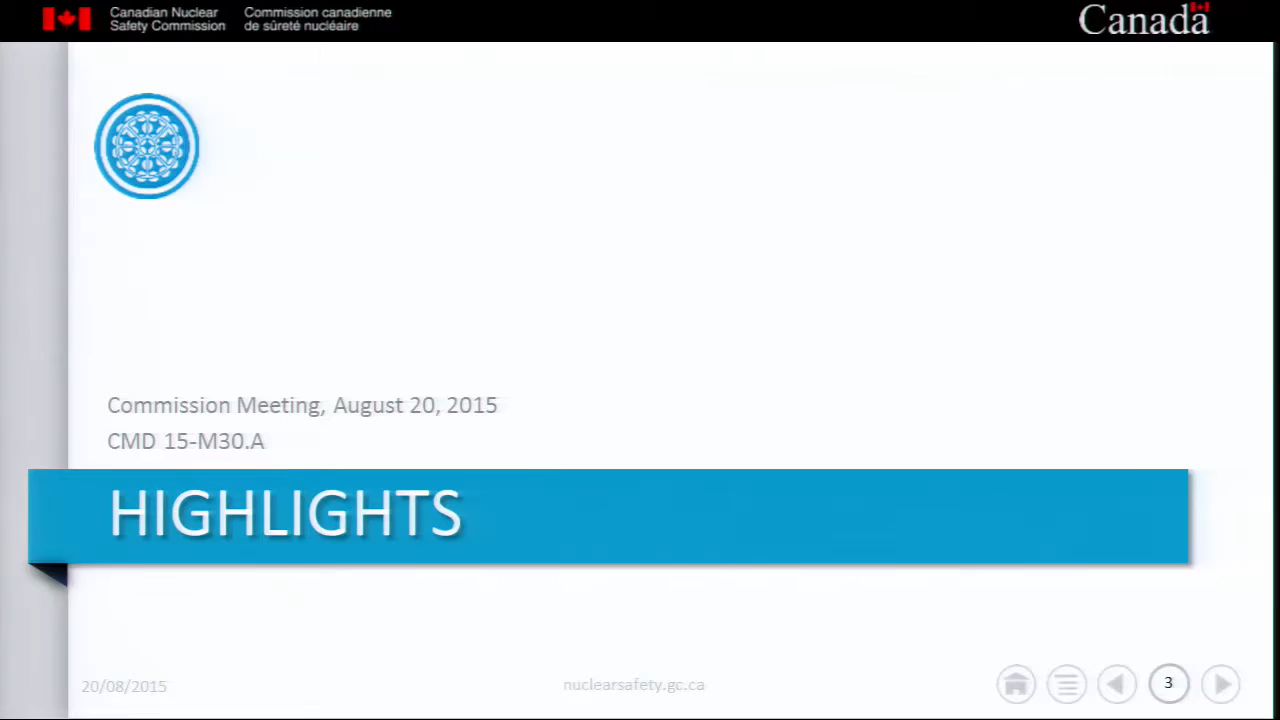 Canadian Nuclear
Safety Commission
Commission canadienne
de sûreté nucléaire
Canada
Commission Meeting, August 20, 2015
CMD 15-M30.A
HIGHLIGHTS
20/08/2015
nuclearsafety.gc.ca
3